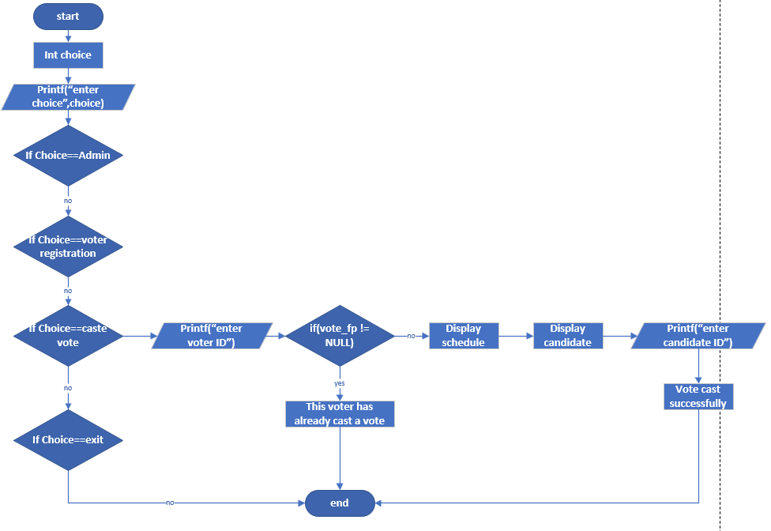 start
Int choice
Printf(“enter
choice”,choice)
If Choice==Admin
no
If Choice==voter
registration
no
If Choice==caste
vote
Printf(“enter
voter ID”)
if(vote_fp !=
NULL)
no
Display
schedule
Display
candidate
Printf(“enter
candidate ID”)
yes
no
This voter has
already cast a vote
Vote cast
successfully
If Choice==exit
no
end